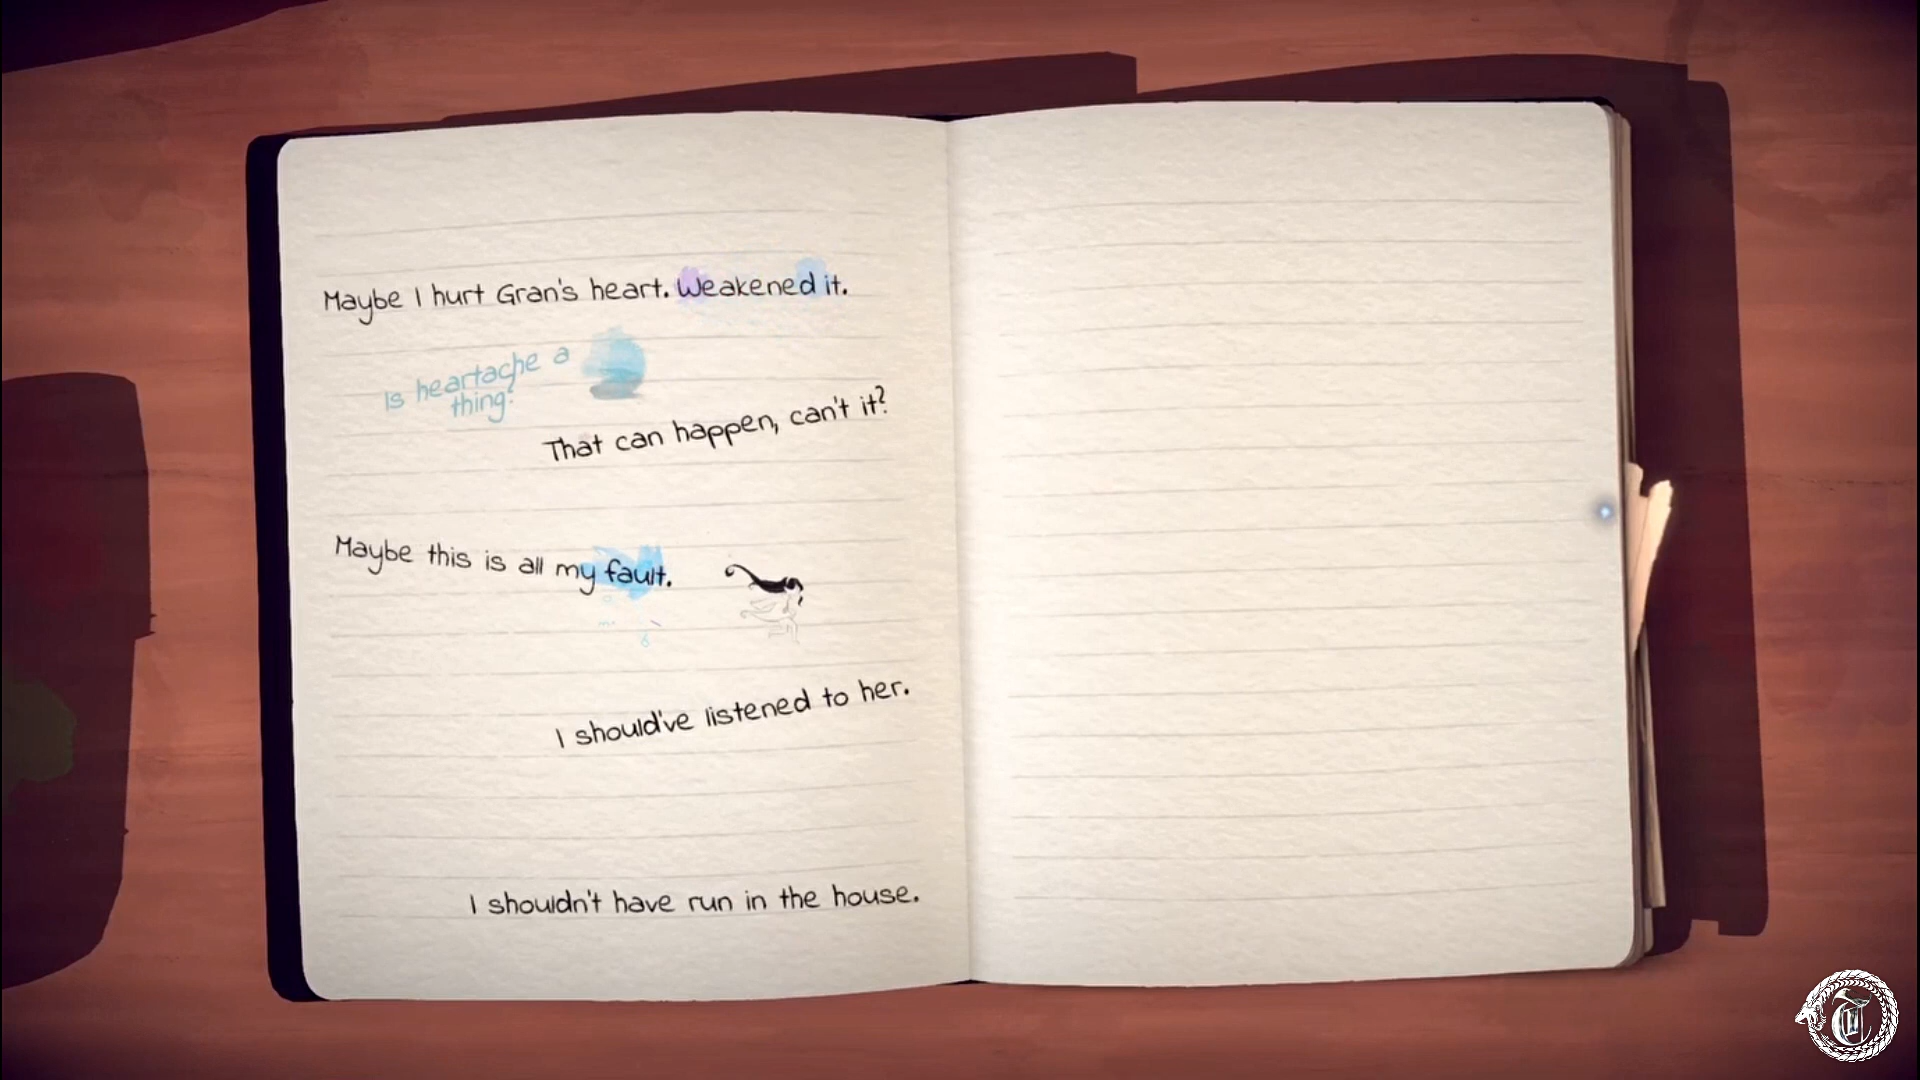 Maybe I hurt Gran's heart. Weakened it.
Is heartache a
thing?
That can happen, can't it?
Maybe this is all my fault.
I should've listened to her.
I shouldn't have run in the house.